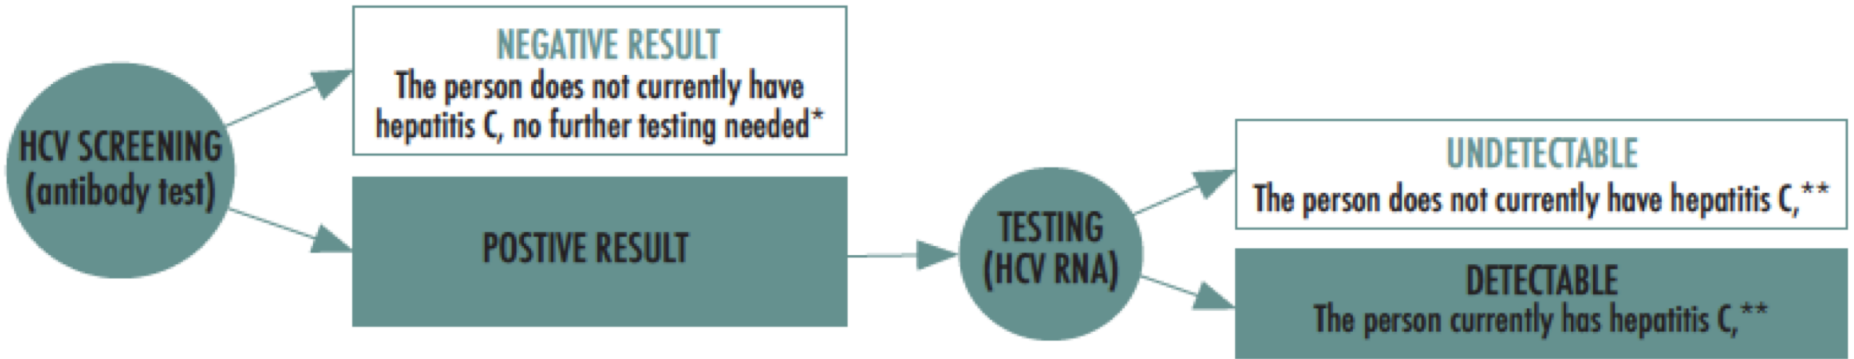 HCV SCREENING
(antibody test)
NEGATIVE RESULT
The person does not currently have
hepatitis C, no further testing needed*
POSTIVE RESULT
TESTING
(HCV RNA)
UNDETECTABLE
The person does not currently have hepatitis C,**
DETECTABLE
The person currently has hepatitis C,**